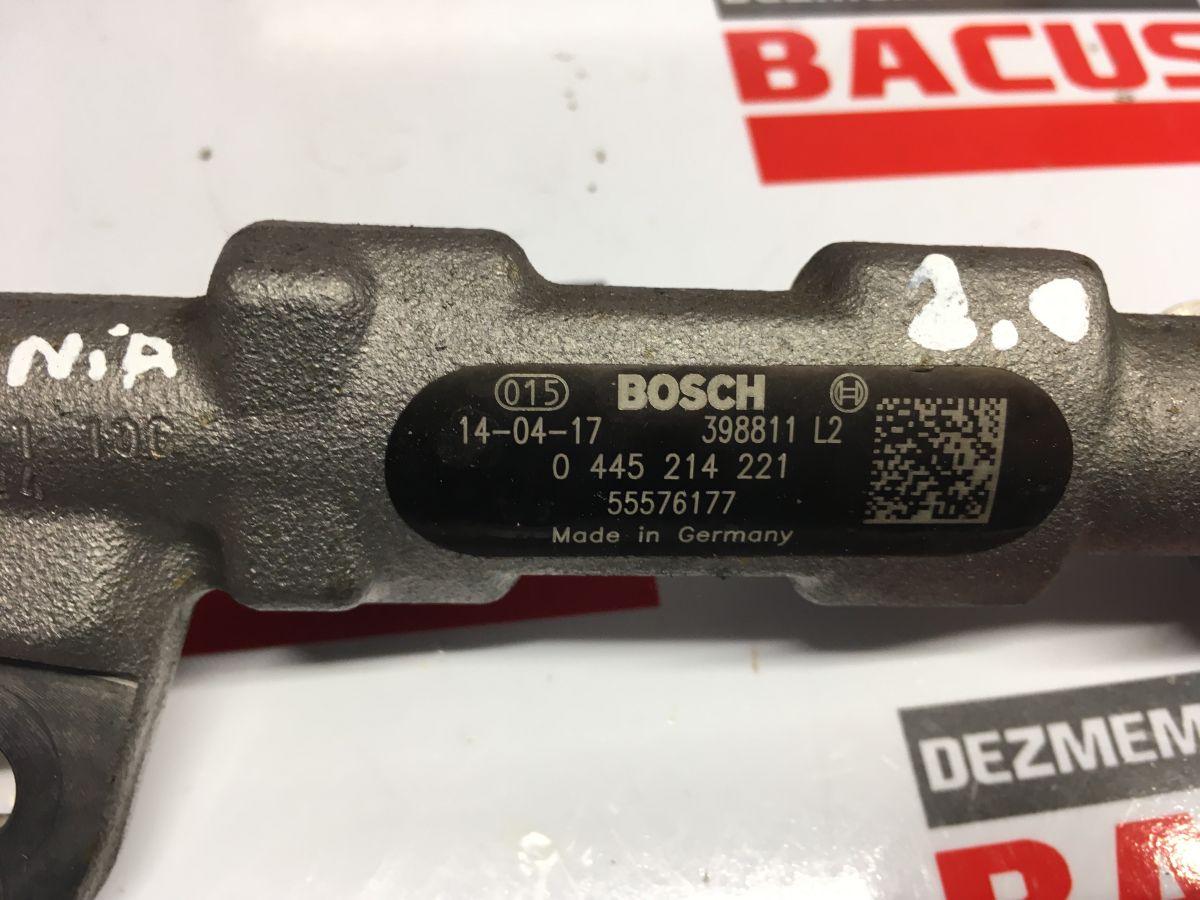 BACUS
NiA
2.0
015 BOSCH H
14-04-17 398811 L2
0 445 214 221
55576177
Made in Germany
DEZMEM